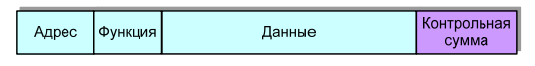 Адрес
Функция
Данные
Контрольная
сумма